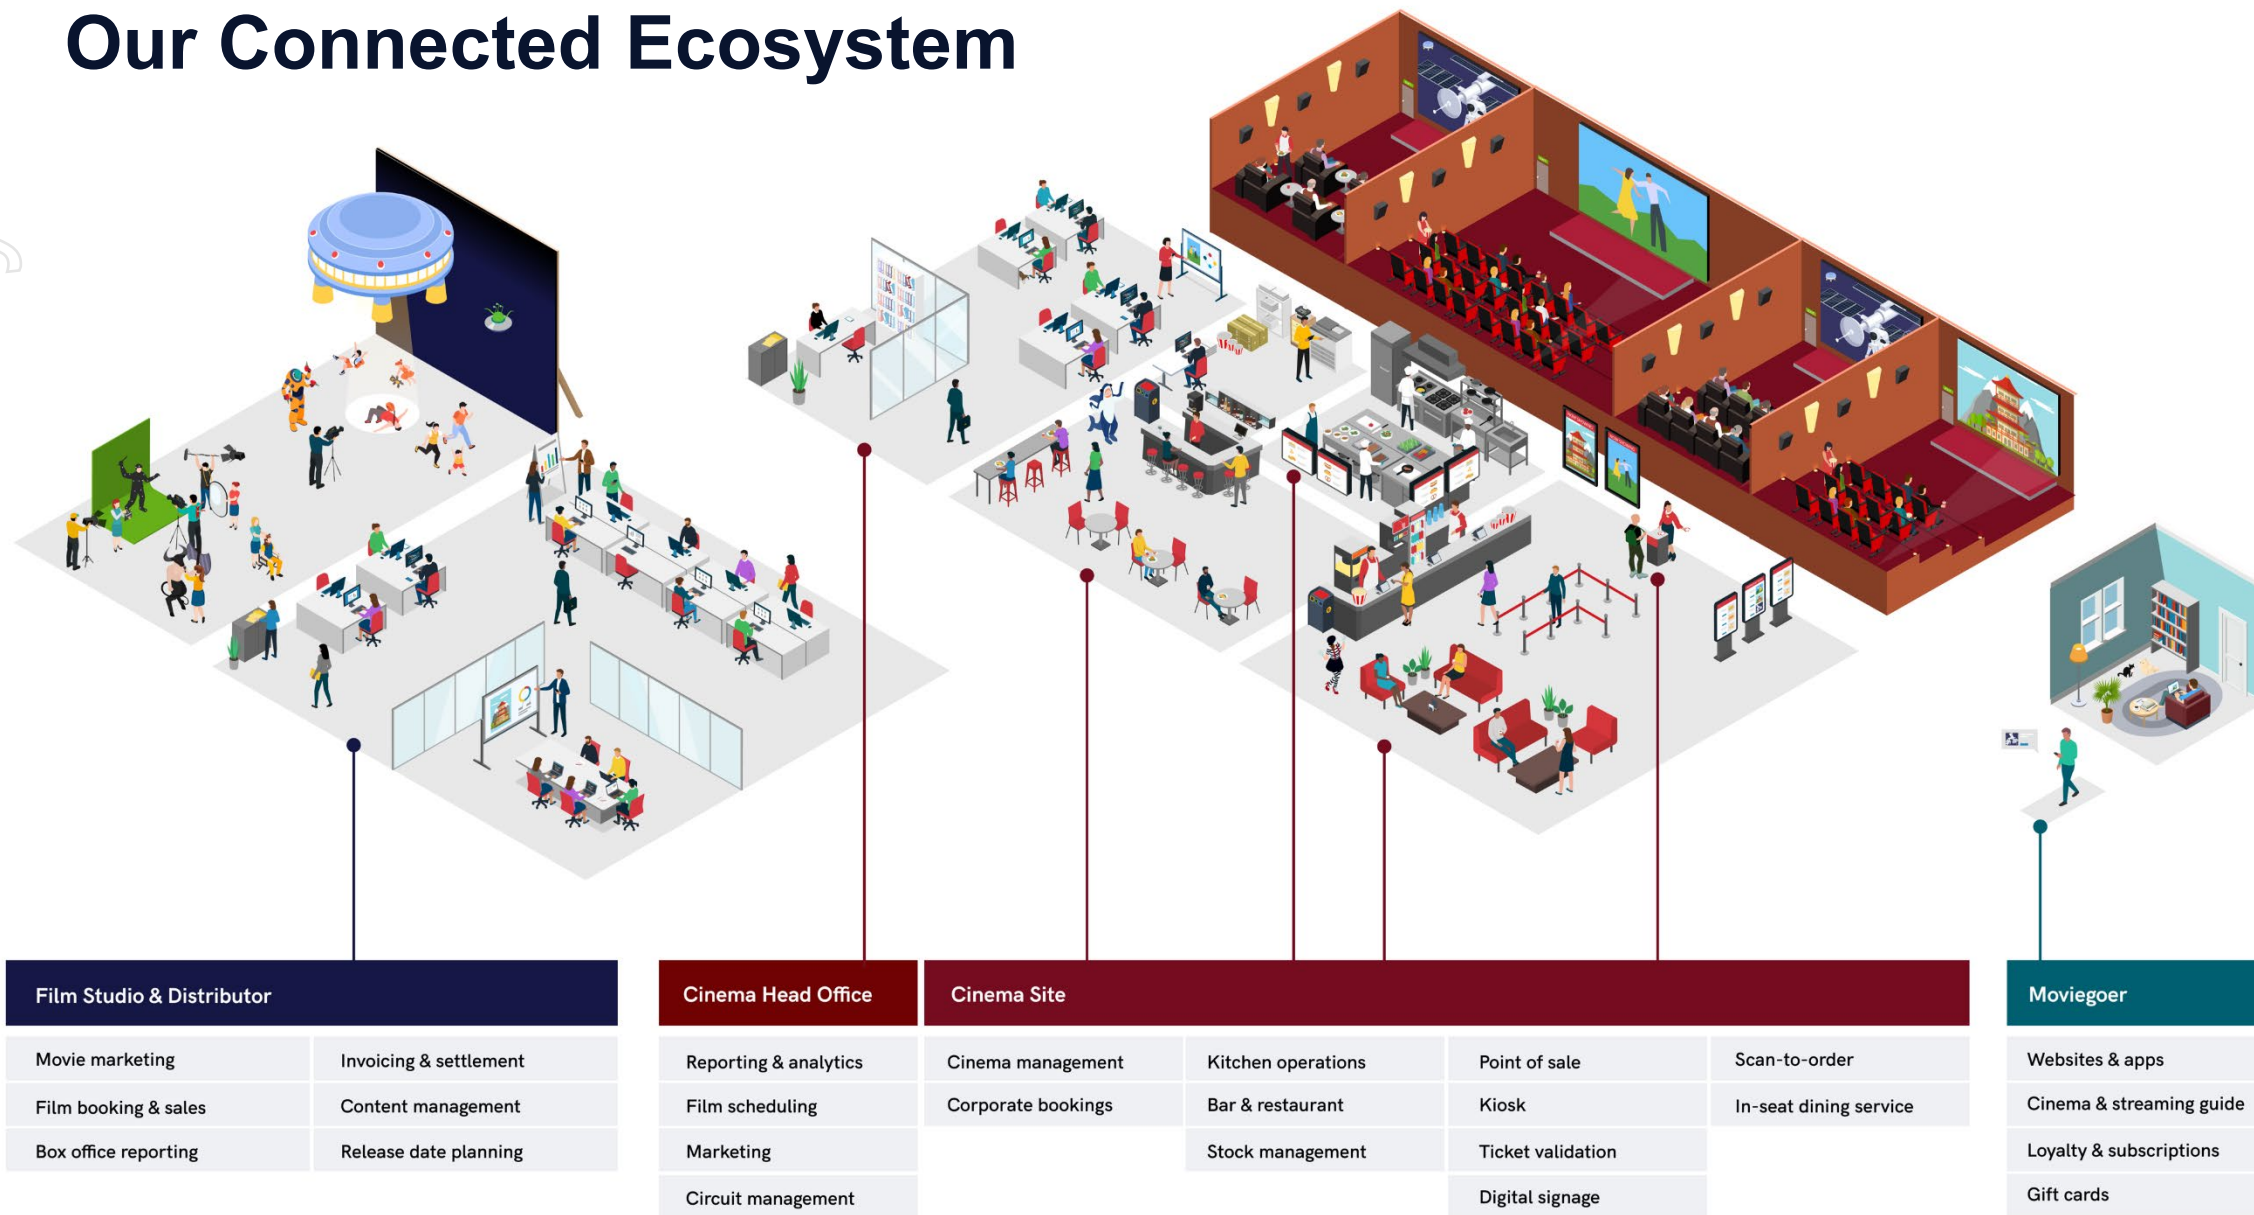 Our Connected Ecosystem
Film Studio & Distributor
Movie marketing
Invoicing & settlement
Film booking & sales
Content management
Box office reporting
Release date planning
Cinema Head Office
Reporting & analytics
Film scheduling
Marketing
Circuit management
Cinema Site
Cinema management
Corporate bookings
Kitchen operations
Bar & restaurant
Stock management
Point of sale
Kiosk
Ticket validation
Digital signage
Scan-to-order
In-seat dining service
Moviegoer
Websites & apps
Cinema & streaming guide
Loyalty & subscriptions
Gift cards